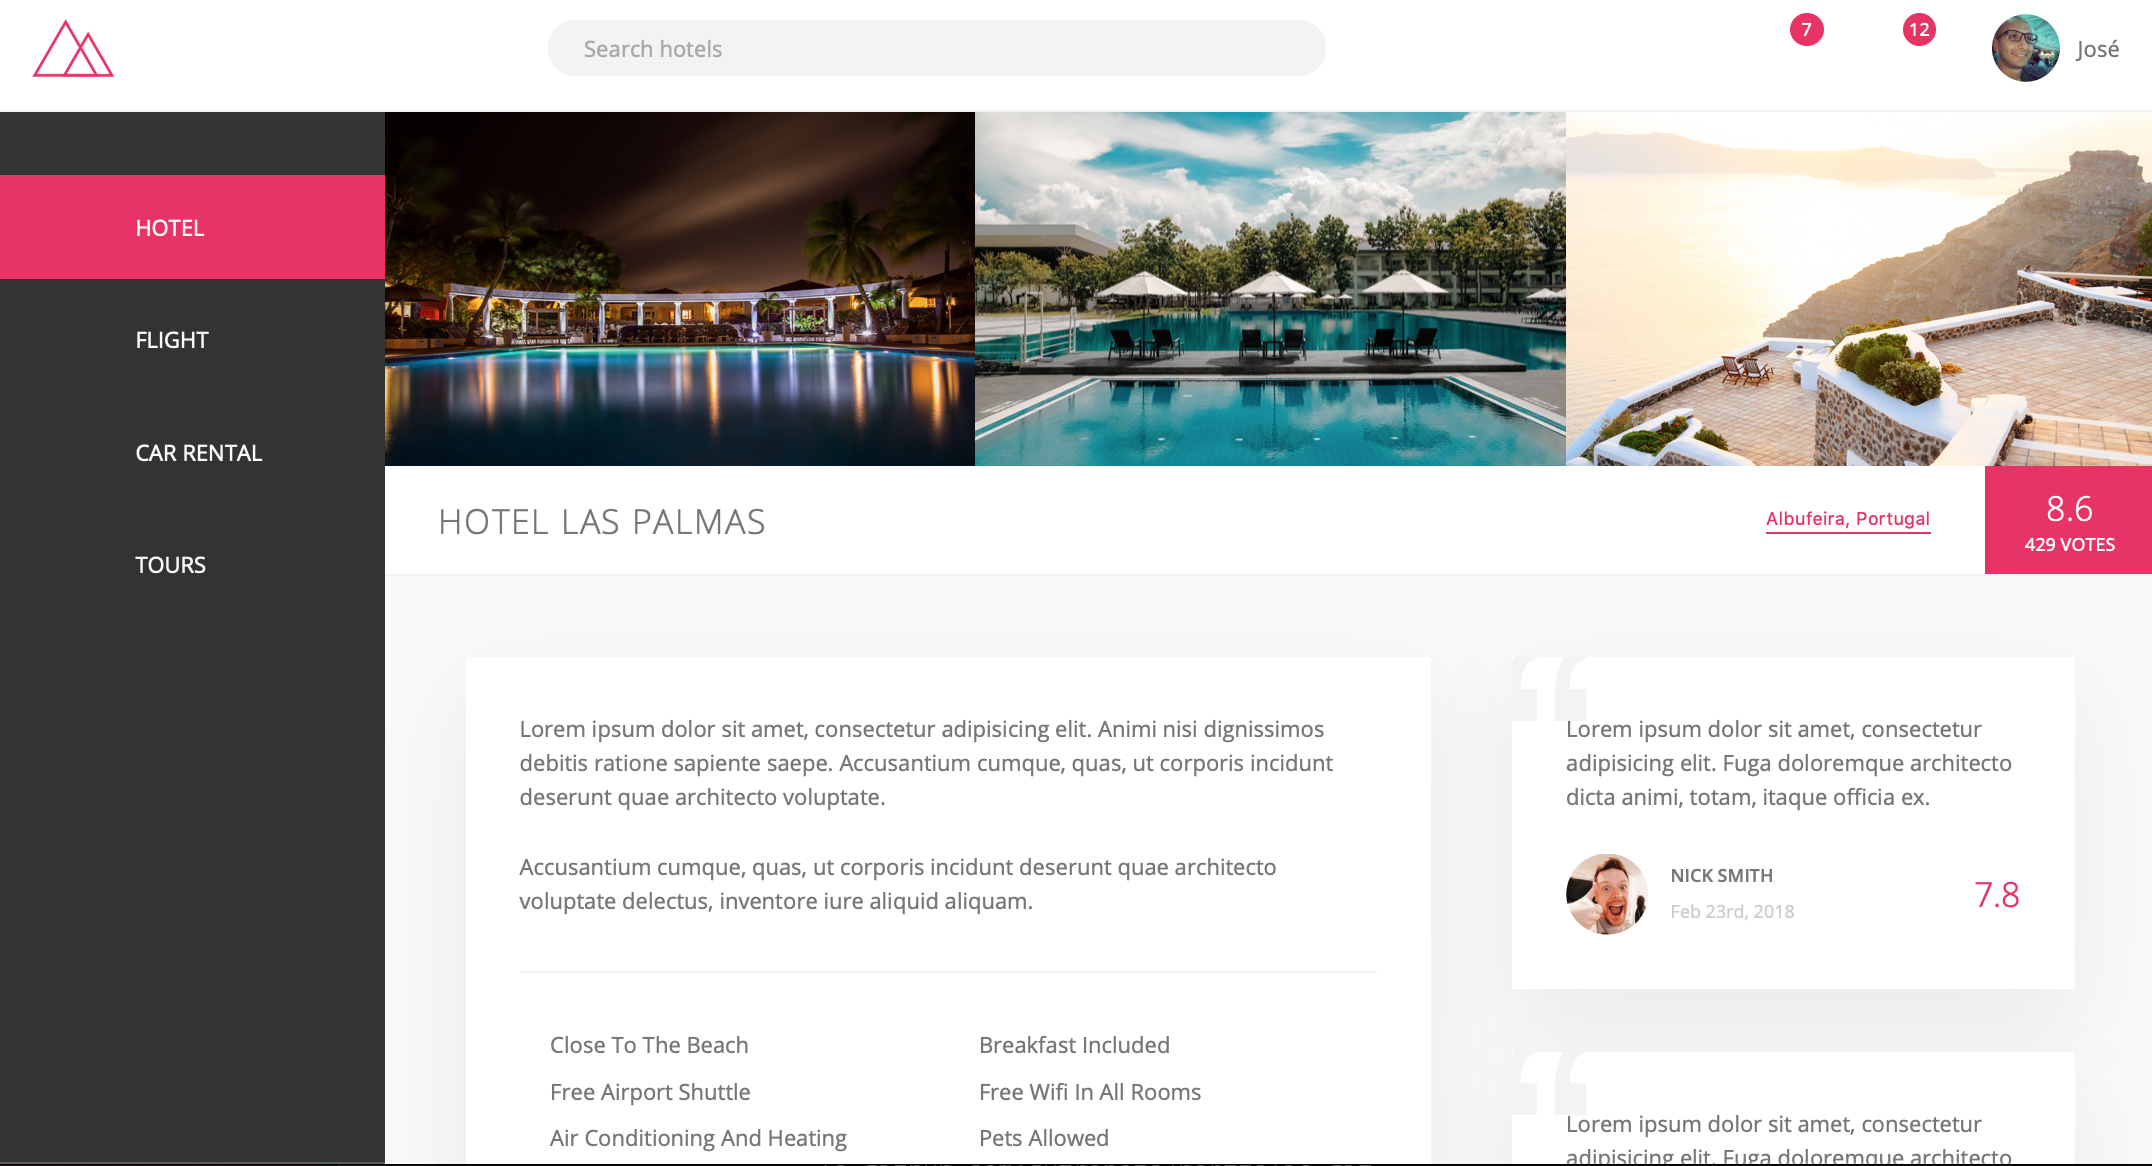 Search hotels
7
12
José
HOTEL
FLIGHT
CAR RENTAL
TOURS
HOTEL LAS PALMAS
Albufeira, Portugal
8.6
429 VOTES
Lorem ipsum dolor sit amet, consectetur adipisicing elit. Animi nisi dignissimos
debitis ratione sapiente saepe. Accusantium cumque, quas, ut corporis incidunt
deserunt quae architecto voluptate.
Accusantium cumque, quas, ut corporis incidunt deserunt quae architecto
voluptate delectus, inventore iure aliquid aliquam.
Close To The Beach
Breakfast Included
Free Airport Shuttle
Free Wifi In All Rooms
Air Conditioning And Heating
Pets Allowed
“
Lorem ipsum dolor sit amet, consectetur
adipisicing elit. Fuga doloremque architecto
dicta animi, totam, itaque officia ex.
NICK SMITH
Feb 23rd, 2018
7.8
“
Lorem ipsum dolor sit amet, consectetur
adipisicing elit. Fuga doloremque architecto